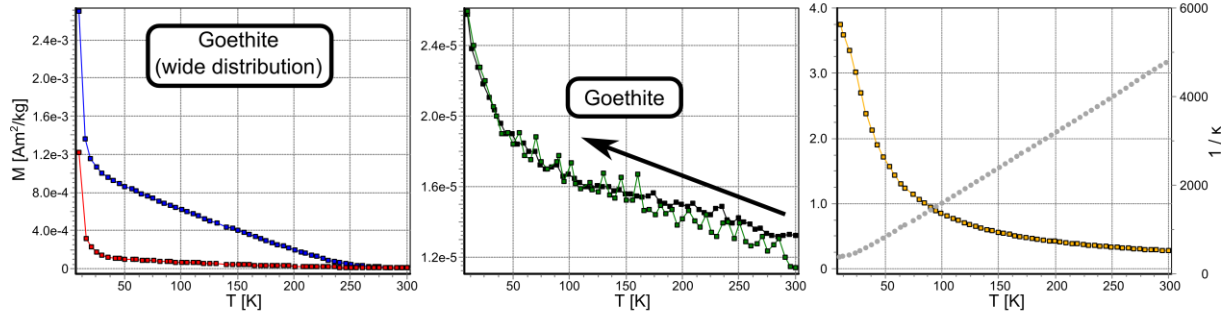 M [Am²/kg]
2.4e-3
2.0e-3
1.6e-3
1.2e-3
8.0e-4
4.0e-4
0
Goethite
(wide distribution)
50 100 150 200 250 300
T [K]
2.4e-5
2.0e-5
1.6e-5
1.2e-5
Goethite
50 100 150 200 250 300
T [K]
4.0
3.0
2.0
1.0
0
50 100 150 200 250 300
T [K]
6000
4000
2000
0
1 / κ